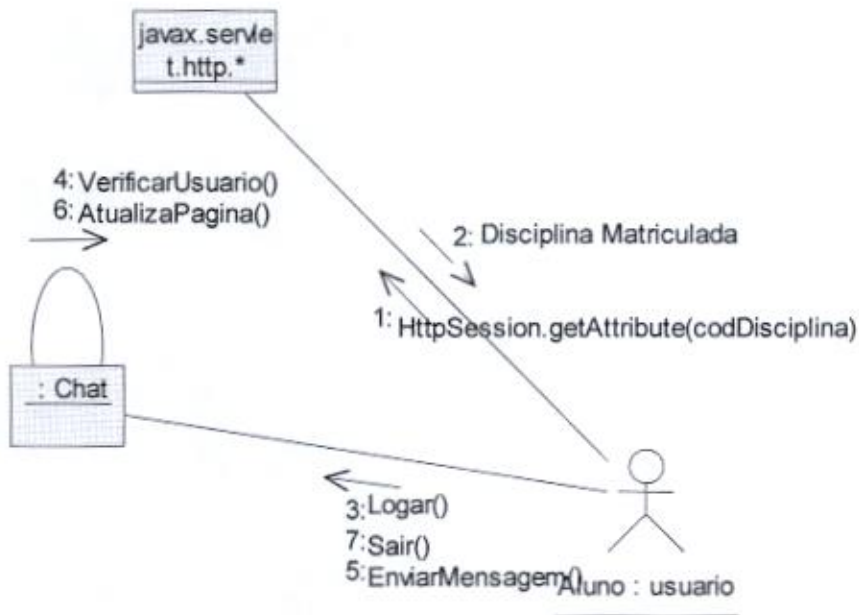 javax.servle
t.http.*
4: VerificarUsuario()
6: AtualizaPagina()
2: Disciplina Matriculada
1: HttpSession.getAttribute(codDisciplina)
: Chat
3: Logar()
7: Sair()
5: EnviarMensagem()
Aluno : usuario